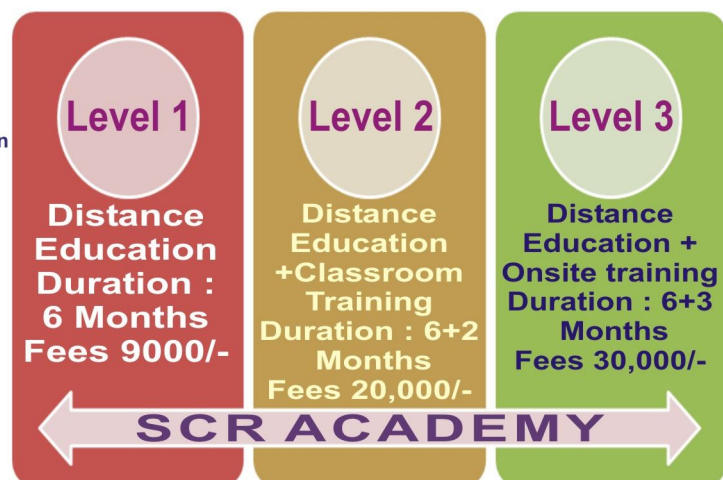 Level 1
Distance
Education
Duration :
6 Months
Fees 9000/-
Level 2
Distance
Education
+Classroom
Training
Duration : 6+2
Months
Fees 20,000/-
Level 3
Distance
Education +
Onsite training
Duration : 6+3
Months
Fees 30,000/-
SCR ACADEMY